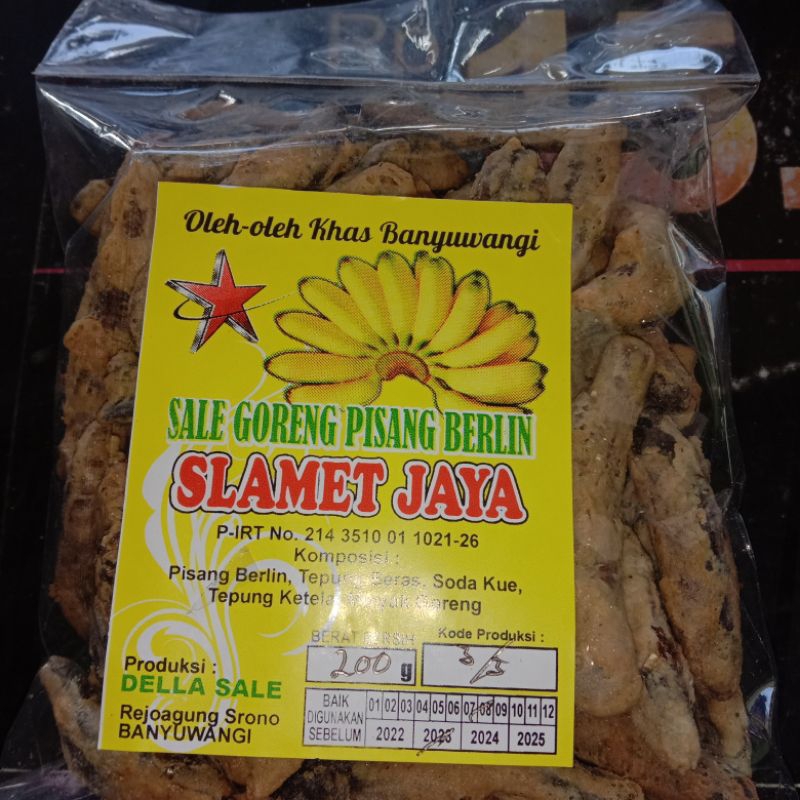 Oleh-oleh Khas Banyuwangi
SALE GORENG PISANG BERLIN
SLAMET JAYA
P-IRT No. 214 3510 01 1021-26
Komposisi :
Pisang Berlin, Tepung Beras, Soda Kue,
Tepung Ketela, Minyak Goreng
BERAT BERSIH
200 g
Kode Produksi :
3/3
Produksi :
DELLA SALE
Rejoagung Srono
BANYUWANGI
BAIK DIGUNAKAN SEBELUM
01 02 03 04 05 06 07 08 09 10 11 12
2022 2023 2024 2025